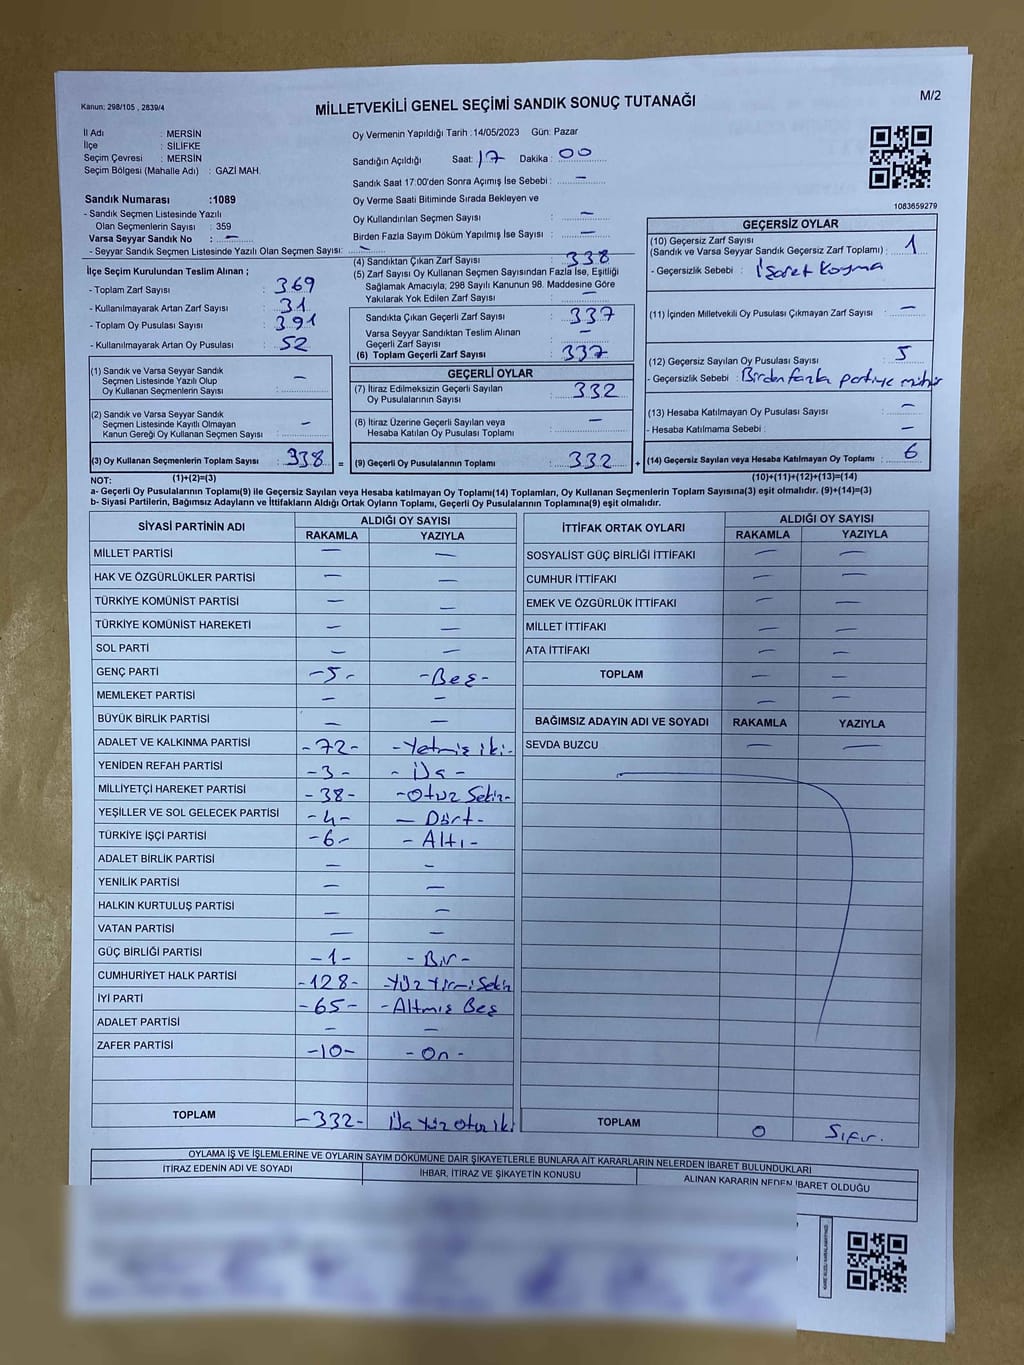 Kanun: 298/105 , 2839/4
MİLLETVEKİLİ GENEL SEÇİMİ SANDIK SONUÇ TUTANAĞI
M/2
İl Adı : MERSİN
İlçe : SİLİFKE
Seçim Çevresi : MERSİN
Seçim Bölgesi (Mahalle Adı) : GAZİ MAH.
Sandık Numarası :1089
- Sandık Seçmen Listesinde Yazılı
Olan Seçmenlerin Sayısı : 359
Varsa Seyyar Sandık No : —
- Seyyar Sandık Seçmen Listesinde Yazılı Olan Seçmen Sayısı: —
İlçe Seçim Kurulundan Teslim Alınan ;
- Toplam Zarf Sayısı : 369
- Kullanılmayarak Artan Zarf Sayısı : 31
- Toplam Oy Pusulası Sayısı : 391
- Kullanılmayarak Artan Oy Pusulası : 52
(1) Sandık ve Varsa Seyyar Sandık
Seçmen Listesinde Yazılı Olup
Oy Kullanan Seçmenlerin Sayısı : —
(2) Sandık ve Varsa Seyyar Sandık
Seçmen Listesinde Kayıtlı Olmayan
Kanun Gereği Oy Kullanan Seçmen Sayısı : —
(3) Oy Kullanan Seçmenlerin Toplam Sayısı : 338
Oy Vermenin Yapıldığı Tarih :14/05/2023 Gün: Pazar
Sandığın Açıldığı Saat: 17 Dakika : 00
Sandık Saat 17:00'den Sonra Açımış İse Sebebi : —
Oy Verme Saati Bitiminde Sırada Bekleyen ve
Oy Kullandırılan Seçmen Sayısı : —
Birden Fazla Sayım Döküm Yapılmış İse Sayısı : —
(4) Sandıktan Çıkan Zarf Sayısı : 338
(5) Zarf Sayısı Oy Kullanan Seçmen Sayısından Fazla İse, Eşitliği
Sağlamak Amacıyla; 298 Sayılı Kanunun 98. Maddesine Göre
Yakılarak Yok Edilen Zarf Sayısı : —
Sandıkta Çıkan Geçerli Zarf Sayısı : 337
Varsa Seyyar Sandıktan Teslim Alınan
Geçerli Zarf Sayısı : —
(6) Toplam Geçerli Zarf Sayısı : 337
GEÇERLİ OYLAR
(7) İtiraz Edilmeksizin Geçerli Sayılan
Oy Pusulalarının Sayısı : 332
(8) İtiraz Üzerine Geçerli Sayılan veya
Hesaba Katılan Oy Pusulası Toplamı : —
= (9) Geçerli Oy Pusulalarının Toplamı : 332
1083659279
GEÇERSİZ OYLAR
(10) Geçersiz Zarf Sayısı
(Sandık ve Varsa Seyyar Sandık Geçersiz Zarf Toplamı) : 1
- Geçersizlik Sebebi : İşaret koyma
(11) İçinden Milletvekili Oy Pusulası Çıkmayan Zarf Sayısı : —
(12) Geçersiz Sayılan Oy Pusulası Sayısı : 5
- Geçersizlik Sebebi : Birden fazla partiye mühür
(13) Hesaba Katılmayan Oy Pusulası Sayısı : —
- Hesaba Katılmama Sebebi : —
+ (14) Geçersiz Sayılan veya Hesaba Katılmayan Oy Toplamı : 6
NOT: (1)+(2)=(3) (10)+(11)+(12)+(13)=(14)
a- Geçerli Oy Pusulalarının Toplamı(9) ile Geçersiz Sayılan veya Hesaba katılmayan Oy Toplamı(14) Toplamları, Oy Kullanan Seçmenlerin Toplam Sayısına(3) eşit olmalıdır. (9)+(14)=(3)
b- Siyasi Partilerin, Bağımsız Adayların ve İttifakların Aldığı Ortak Oyların Toplamı, Geçerli Oy Pusulalarının Toplamına(9) eşit olmalıdır.
SİYASİ PARTİNİN ADI ALDIĞI OY SAYISI
RAKAMLA YAZIYLA
MİLLET PARTİSİ — —
HAK VE ÖZGÜRLÜKLER PARTİSİ — —
TÜRKİYE KOMÜNİST PARTİSİ — —
TÜRKİYE KOMÜNİST HAREKETİ — —
SOL PARTİ — —
GENÇ PARTİ -5- -Beş-
MEMLEKET PARTİSİ — —
BÜYÜK BİRLİK PARTİSİ — —
ADALET VE KALKINMA PARTİSİ -72- -Yetmiş iki-
YENİDEN REFAH PARTİSİ -3- - Üç -
MİLLİYETÇİ HAREKET PARTİSİ -38- -Otuz Sekiz-
YEŞİLLER VE SOL GELECEK PARTİSİ -4- - Dört -
TÜRKİYE İŞÇİ PARTİSİ -6- - Altı -
ADALET BİRLİK PARTİSİ — —
YENİLİK PARTİSİ — —
HALKIN KURTULUŞ PARTİSİ — —
VATAN PARTİSİ — —
GÜÇ BİRLİĞİ PARTİSİ -1- - Bir -
CUMHURİYET HALK PARTİSİ -128- -Yüz Yirmi Sekiz
İYİ PARTİ -65- -Altmış Beş
ADALET PARTİSİ — —
ZAFER PARTİSİ -10- - On -
TOPLAM -332- Üç Yüz Otuz iki
İTTİFAK ORTAK OYLARI ALDIĞI OY SAYISI
RAKAMLA YAZIYLA
SOSYALİST GÜÇ BİRLİĞİ İTTİFAKI — —
CUMHUR İTTİFAKI — —
EMEK VE ÖZGÜRLÜK İTTİFAKI — —
MİLLET İTTİFAKI — —
ATA İTTİFAKI — —
TOPLAM — —
— —
BAĞIMSIZ ADAYIN ADI VE SOYADI RAKAMLA YAZIYLA
SEVDA BUZCU — —
TOPLAM 0 Sıfır.
OYLAMA İŞ VE İŞLEMLERİNE VE OYLARIN SAYIM DÖKÜMÜNE DAİR ŞİKAYETLERLE BUNLARA AİT KARARLARIN NELERDEN İBARET BULUNDUKLARI
İTİRAZ EDENİN ADI VE SOYADI İHBAR, İTİRAZ VE ŞİKAYETİN KONUSU ALINAN KARARIN NEDEN İBARET OLDUĞU